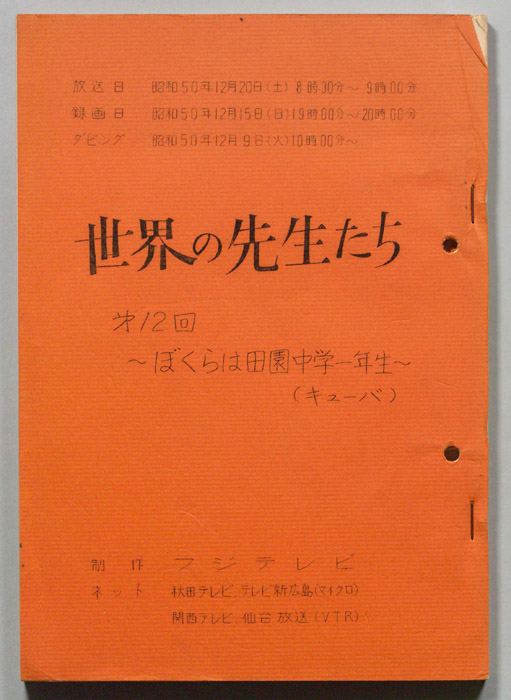 放送日 昭和50年12月20日(土) 8時30分～9時00分
録画日 昭和50年12月15日(日)19時00分～20時00分
ダビング 昭和50年12月9日(火)10時00分～
世界の先生たち
第12回
～ぼくらは田園中学一年生～
(キューバ)
制作 フジテレビ
ネット 秋田テレビ、テレビ新広島(マイクロ)
関西テレビ、仙台放送(VTR)